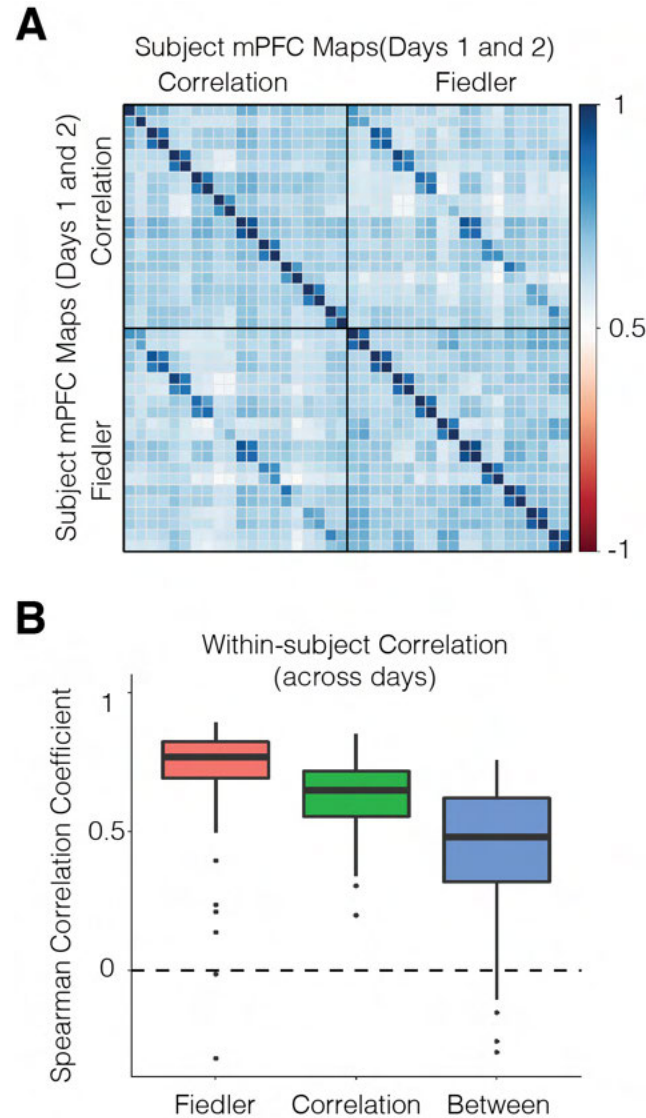 A
Subject mPFC Maps(Days 1 and 2)
Correlation Fiedler
Subject mPFC Maps (Days 1 and 2)
Correlation
Fiedler
1
0.5
-1
B
Within-subject Correlation
(across days)
Spearman Correlation Coefficient
1
0.5
0
Fiedler Correlation Between